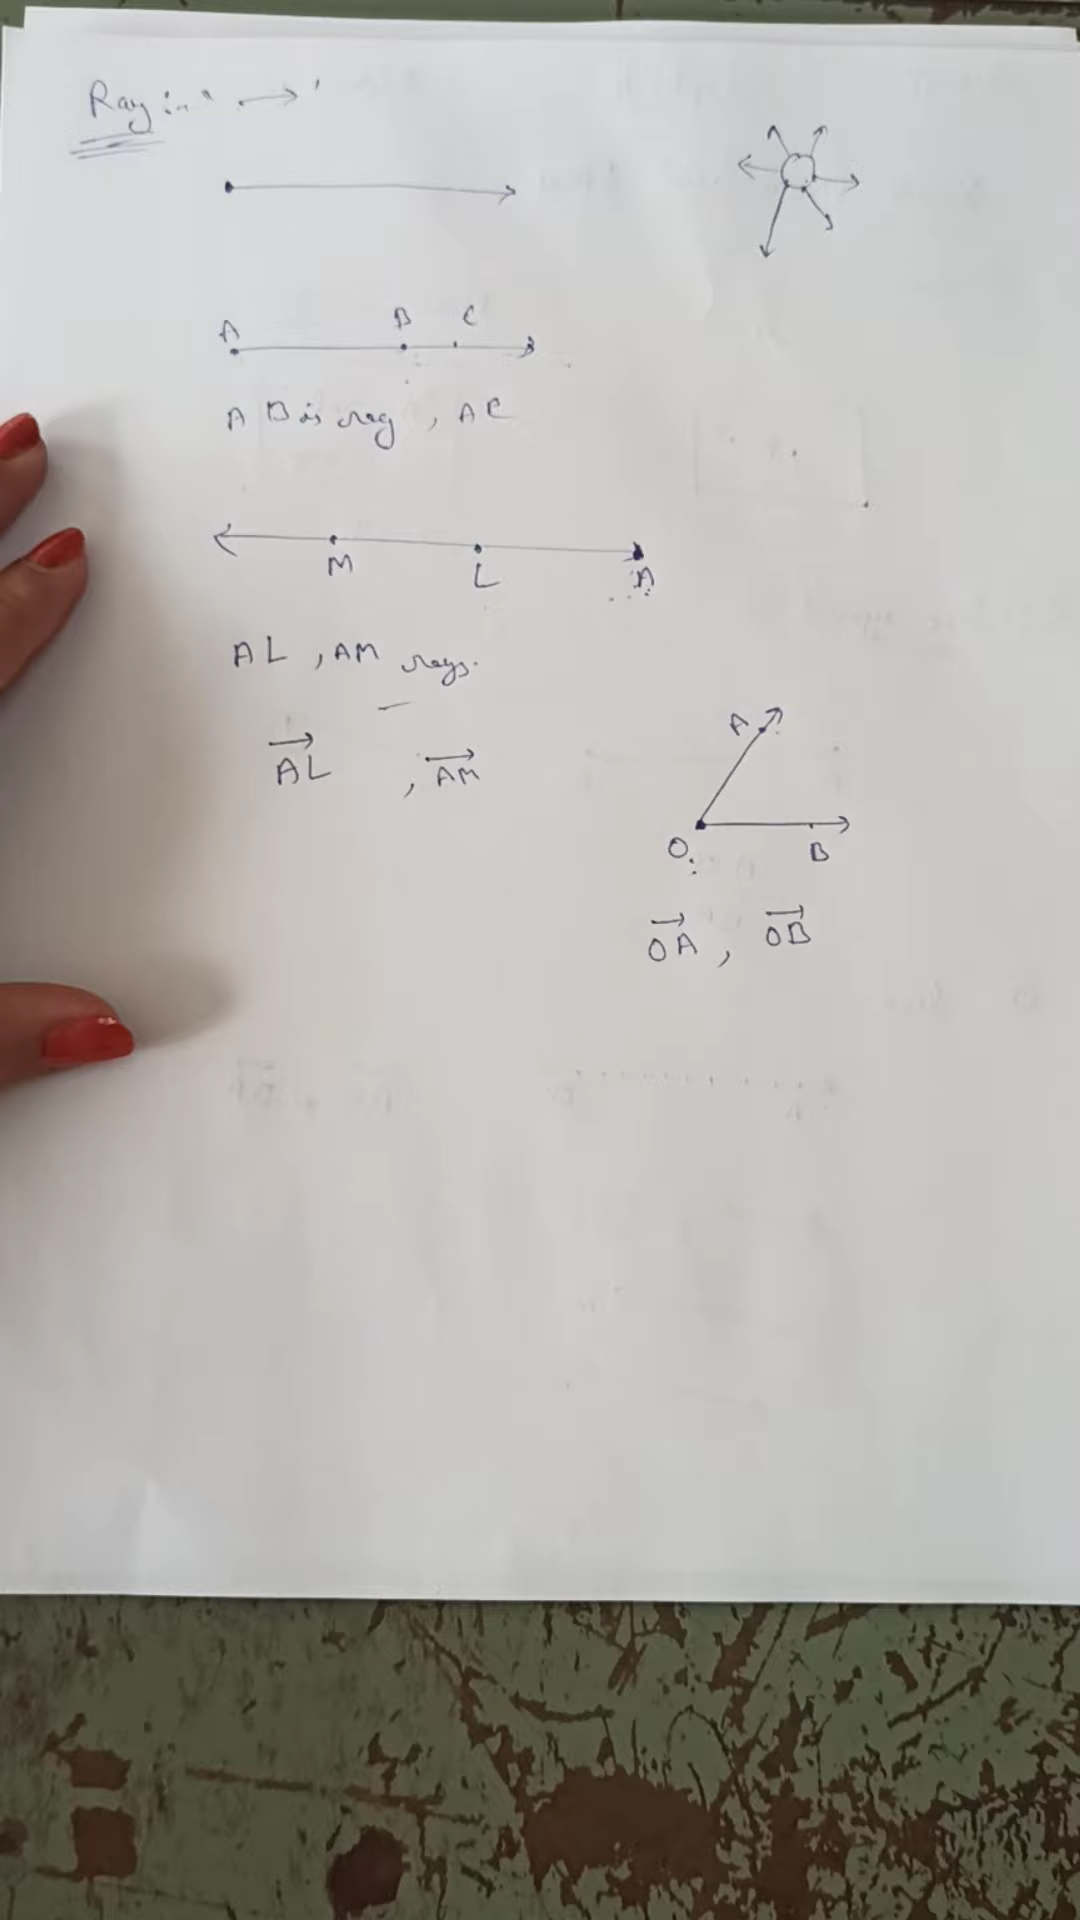 Ray :- ' → '
A B C
A B is ray , AC
M L A
AL , AM rays.
AL , AM
A
O B
OA , OB